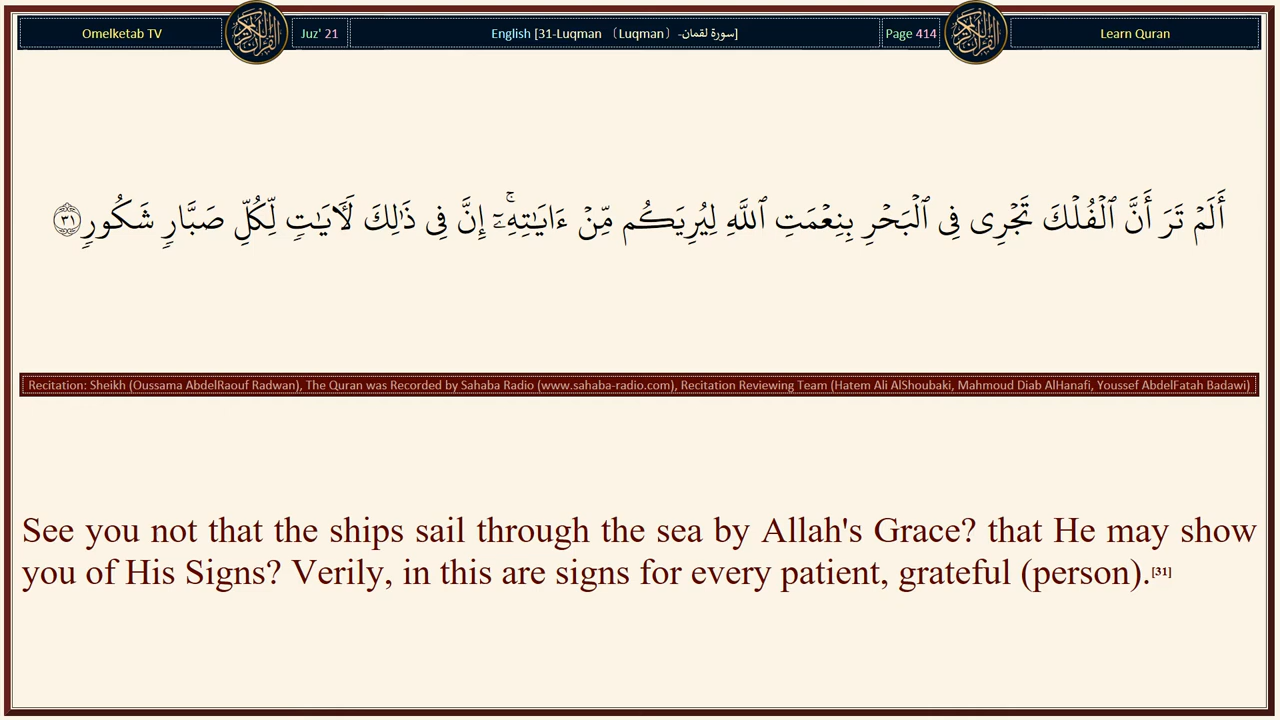 Omelketab TV
Juz' 21
English [31-Luqman （Luqman）-سورة لقمان]
Page 414
Learn Quran
أَلَمۡ تَرَ أَنَّ ٱلۡفُلۡكَ تَجۡرِى فِى ٱلۡبَحۡرِ بِنِعۡمَتِ ٱللَّهِ لِيُرِيَكُم مِّنۡ ءَايَـٰتِهِۦٓۚ إِنَّ فِى ذَٲلِكَ لَأَيَـٰتٍ لِّكُلِّ صَبَّارٍ شَكُورٍ ٣١
Recitation: Sheikh (Oussama AbdelRaouf Radwan), The Quran was Recorded by Sahaba Radio (www.sahaba-radio.com), Recitation Reviewing Team (Hatem Ali AlShoubaki, Mahmoud Diab AlHanafi, Youssef AbdelFatah Badawi)
See you not that the ships sail through the sea by Allah's Grace? that He may show
you of His Signs? Verily, in this are signs for every patient, grateful (person).[31]